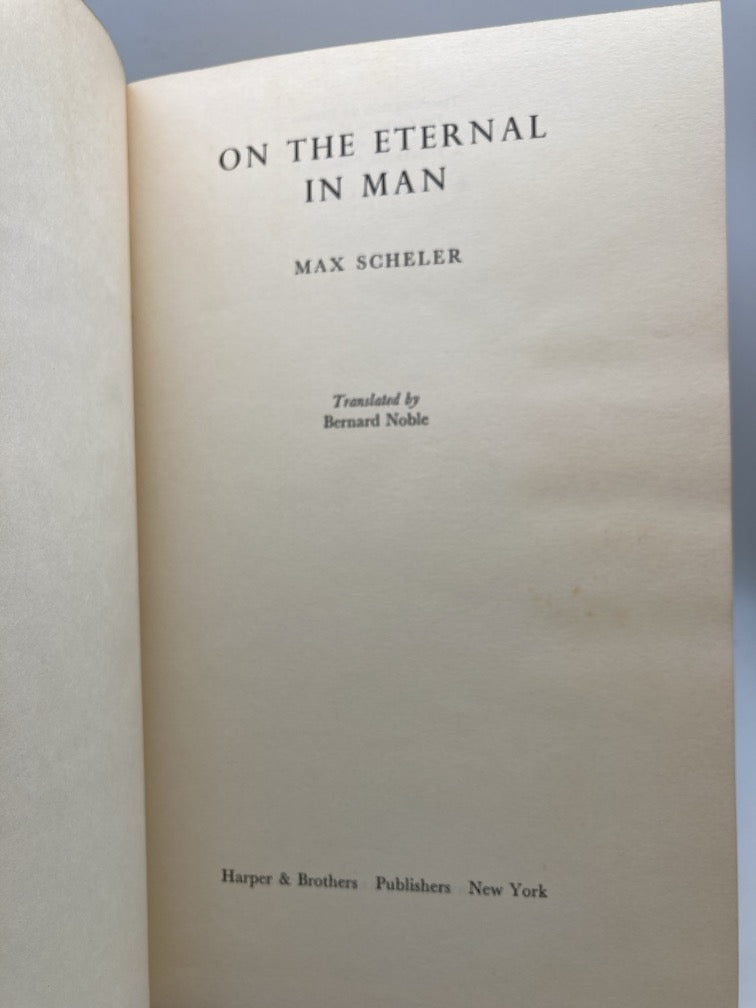 ON THE ETERNAL
IN MAN
MAX SCHELER
Translated by
Bernard Noble
Harper & Brothers Publishers New York